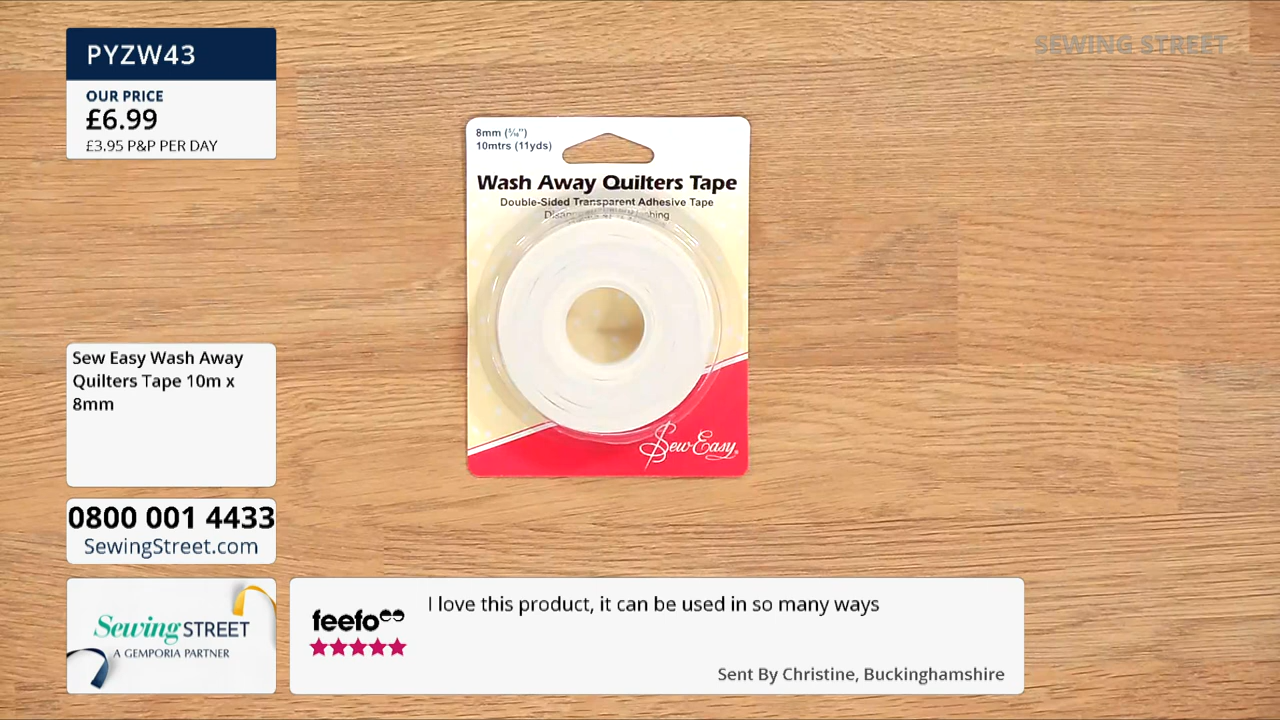 PYZW43
OUR PRICE
£6.99
£3.95 P&P PER DAY
SEWING STREET
8mm (5/16")
10mtrs (11yds)
Wash Away Quilters Tape
Double-Sided Transparent Adhesive Tape
Sew Easy
Sew Easy Wash Away
Quilters Tape 10m x
8mm
0800 001 4433
SewingStreet.com
Sewing STREET
A GEMPORIA PARTNER
feefo
I love this product, it can be used in so many ways
Sent By Christine, Buckinghamshire